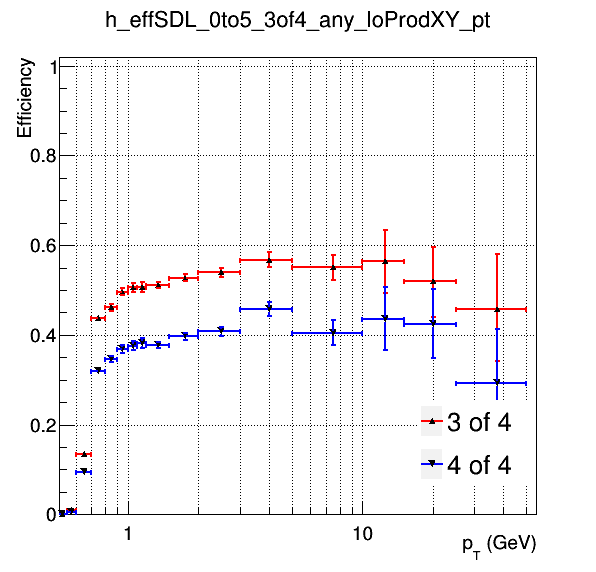 h_effSDL_0to5_3of4_any_loProdXY_pt
Efficiency
1
0.8
0.6
0.4
0.2
0
3 of 4
4 of 4
1
10
p_T (GeV)